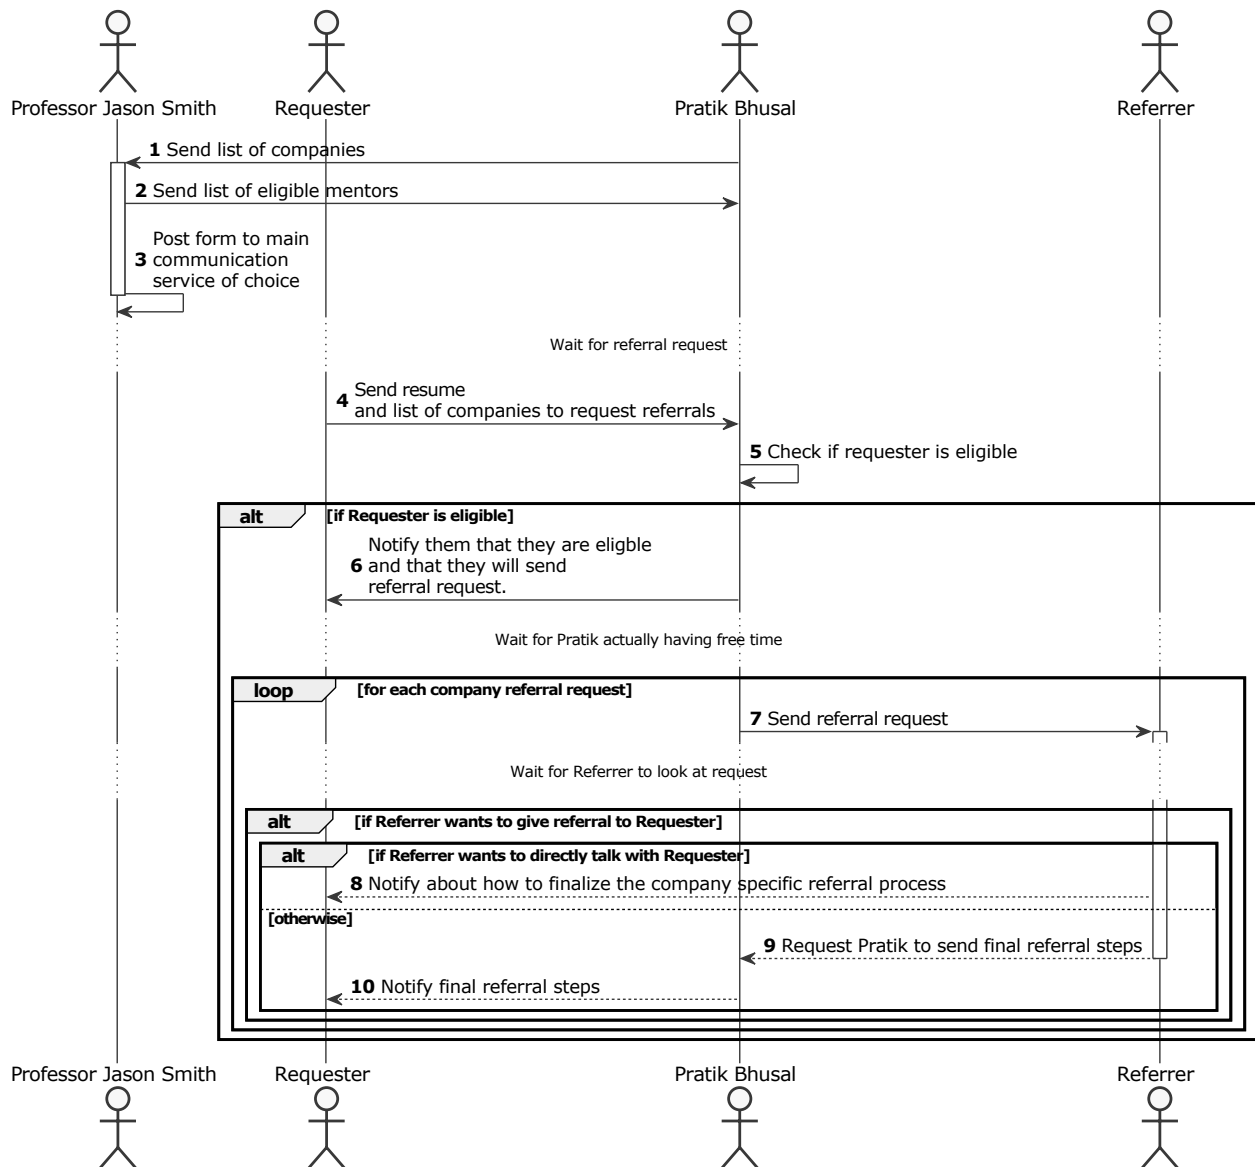 Professor Jason Smith
Requester
Pratik Bhusal
Referrer
1 Send list of companies
2 Send list of eligible mentors
Post form to main
3 communication
service of choice
Wait for referral request
Send resume
4 and list of companies to request referrals
5 Check if requester is eligible
alt [if Requester is eligible]
Notify them that they are eligble
6 and that they will send
referral request.
Wait for Pratik actually having free time
loop [for each company referral request]
7 Send referral request
Wait for Referrer to look at request
alt [if Referrer wants to give referral to Requester]
alt [if Referrer wants to directly talk with Requester]
8 Notify about how to finalize the company specific referral process
[otherwise]
9 Request Pratik to send final referral steps
10 Notify final referral steps
Professor Jason Smith
Requester
Pratik Bhusal
Referrer